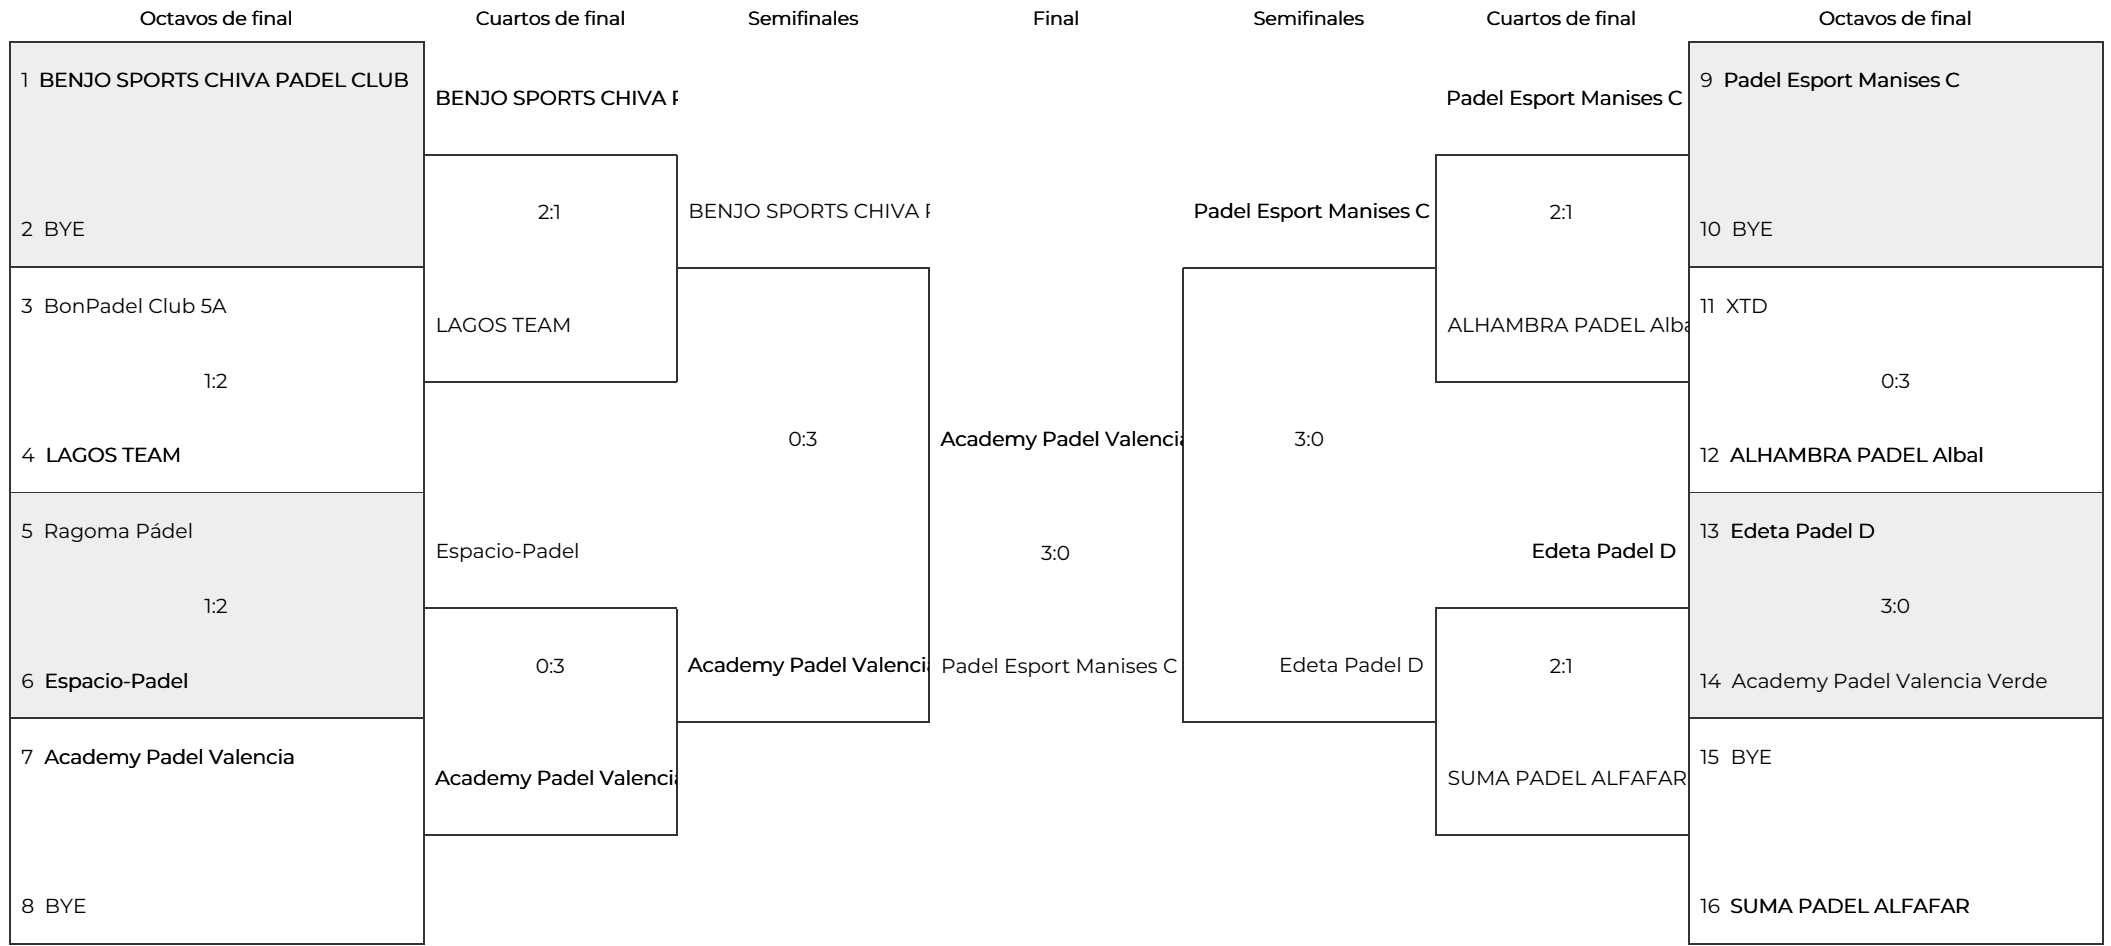 Octavos de final
Cuartos de final
Semifinales
Final
Semifinales
Cuartos de final
Octavos de final
1 BENJO SPORTS CHIVA PADEL CLUB
2 BYE
3 BonPadel Club 5A
1:2
4 LAGOS TEAM
5 Ragoma Pádel
1:2
6 Espacio-Padel
7 Academy Padel Valencia
8 BYE
BENJO SPORTS CHIVA P
2:1
LAGOS TEAM
Espacio-Padel
0:3
Academy Padel Valencia
BENJO SPORTS CHIVA P
0:3
Academy Padel Valencia
Academy Padel Valencia
3:0
Padel Esport Manises C
Padel Esport Manises C
3:0
Edeta Padel D
Padel Esport Manises C
2:1
ALHAMBRA PADEL Alba
Edeta Padel D
2:1
SUMA PADEL ALFAFAR
9 Padel Esport Manises C
10 BYE
11 XTD
0:3
12 ALHAMBRA PADEL Albal
13 Edeta Padel D
3:0
14 Academy Padel Valencia Verde
15 BYE
16 SUMA PADEL ALFAFAR